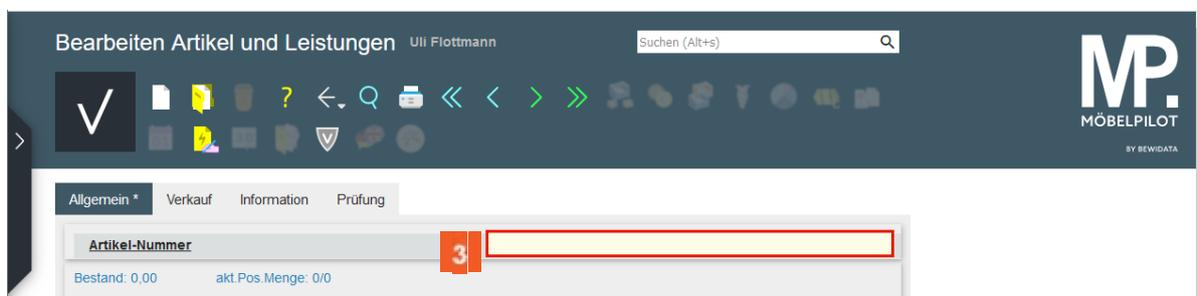 Bearbeiten Artikel und Leistungen Uli Flottmann
Suchen (Alt+s)
MP.
MÖBELPILOT
BY BEWIDATA
Allgemein * Verkauf Information Prüfung
Artikel-Nummer
3
Bestand: 0,00 akt.Pos.Menge: 0/0